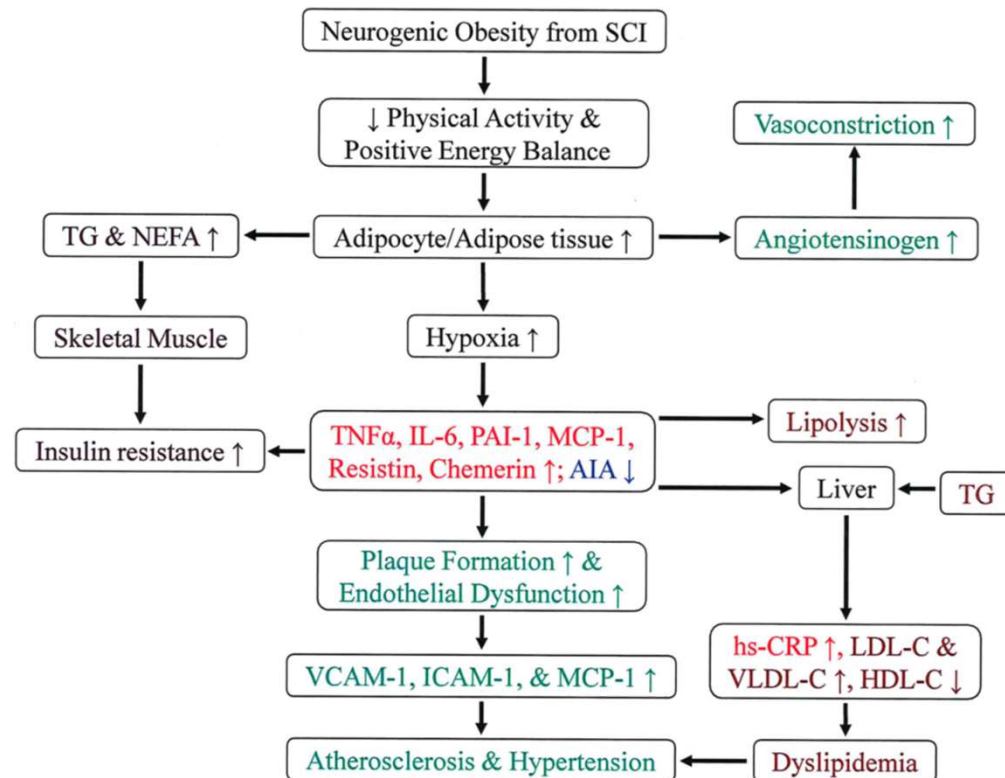 Neurogenic Obesity from SCI
↓ Physical Activity &
Positive Energy Balance
Vasoconstriction ↑
TG & NEFA ↑
Adipocyte/Adipose tissue ↑
Angiotensinogen ↑
Skeletal Muscle
Hypoxia ↑
Insulin resistance ↑
TNFα, IL-6, PAI-1, MCP-1,
Resistin, Chemerin ↑; AIA ↓
Lipolysis ↑
Liver
TG
Plaque Formation ↑ &
Endothelial Dysfunction ↑
hs-CRP ↑, LDL-C &
VLDL-C ↑, HDL-C ↓
VCAM-1, ICAM-1, & MCP-1 ↑
Atherosclerosis & Hypertension
Dyslipidemia